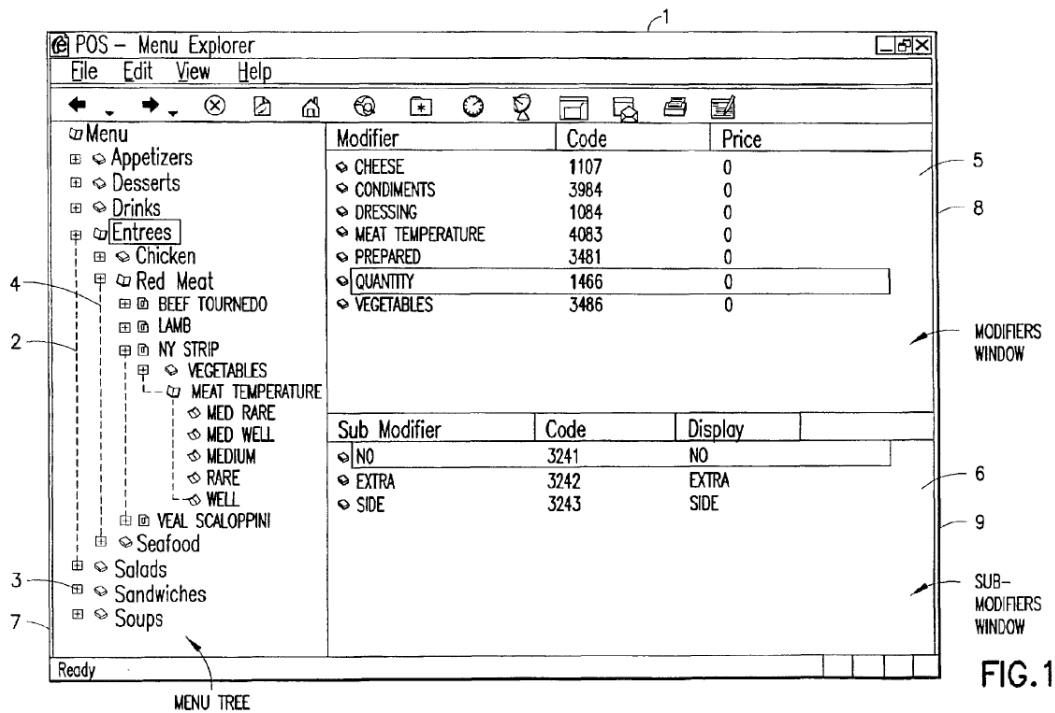 1
POS – Menu Explorer
File Edit View Help
Menu
Appetizers
Desserts
Drinks
Entrees
Chicken
Red Meat
BEEF TOURNEDO
LAMB
NY STRIP
VEGETABLES
MEAT TEMPERATURE
MED RARE
MED WELL
MEDIUM
RARE
WELL
VEAL SCALOPPINI
Seafood
Salads
Sandwiches
Soups
4
2
3
7
Modifier Code Price
CHEESE 1107 0
CONDIMENTS 3984 0
DRESSING 1084 0
MEAT TEMPERATURE 4083 0
PREPARED 3481 0
QUANTITY 1466 0
VEGETABLES 3486 0
5
8
MODIFIERS
WINDOW
Sub Modifier Code Display
NO 3241 NO
EXTRA 3242 EXTRA
SIDE 3243 SIDE
6
9
SUB–
MODIFIERS
WINDOW
Ready
MENU TREE
FIG.1